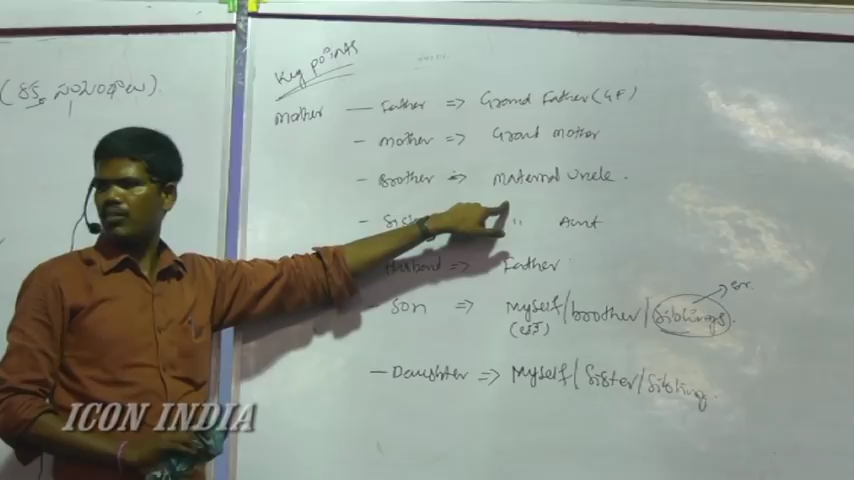 (రక్త సంబంధాలు).
Key points
Mother — Father => Grand Father (GF)
- Mother => Grand Mother
- Brother => Maternal Uncle.
- Sis " Aunt
Husband => Father
- Son => Myself/brother/siblings.
- Daughter => Myself/Sister/Sibling.
ICON INDIA